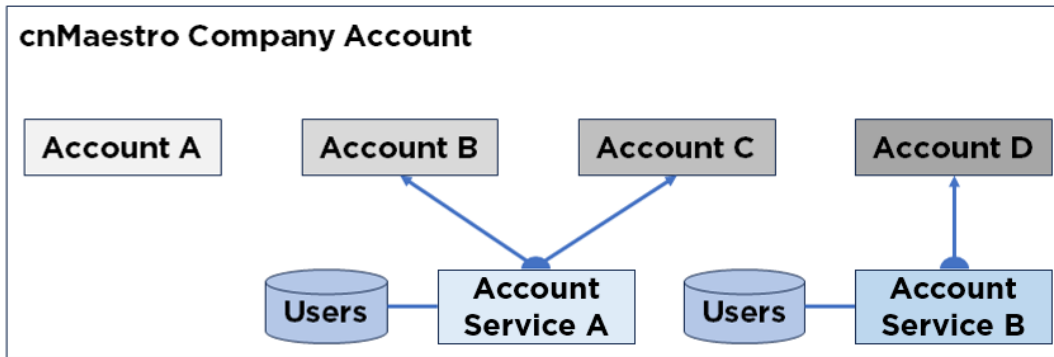 cnMaestro Company Account
Account A
Account B
Account C
Account D
Users
Account
Service A
Users
Account
Service B